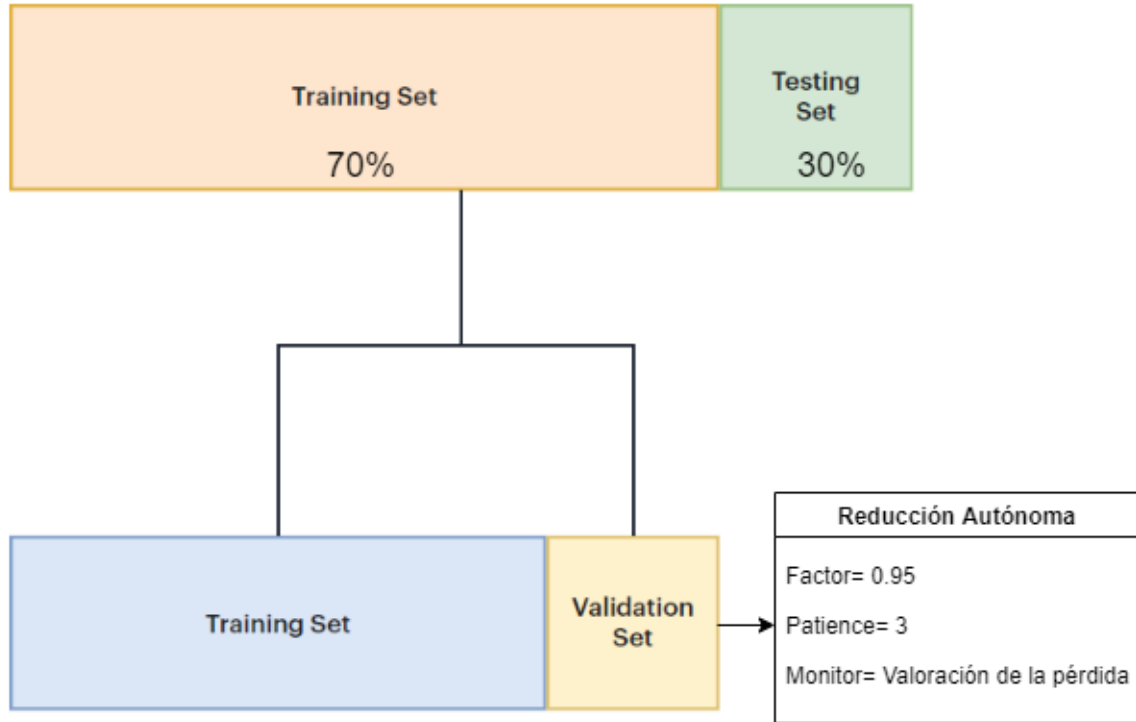 Training Set
70%
Testing
Set
30%
Training Set
Validation
Set
Reducción Autónoma
Factor= 0.95
Patience= 3
Monitor= Valoración de la pérdida